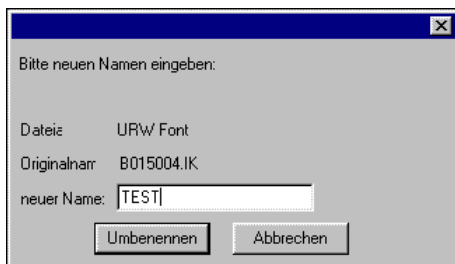 Bitte neuen Namen eingeben:
Dateia URW Font
Originalnam B015004.IK
neuer Name: TEST
Umbenennen Abbrechen